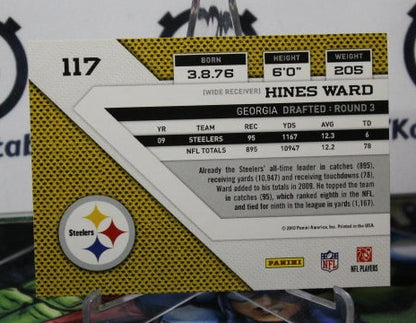 117
BORN HEIGHT WEIGHT
3.8.76 6'0" 205
(WIDE RECEIVER) HINES WARD
GEORGIA DRAFTED : ROUND 3
YR TEAM REC YDS AVG TD
09 STEELERS 95 1167 12.3 6
NFL TOTALS 895 10947 12.2 78
Already the Steelers' all-time leader in catches (895),
receiving yards (10,947) and receiving touchdowns (78),
Ward added to his totals in 2009. He topped the team
in catches (95), which ranked eighth in the NFL
and tied for ninth in the league in yards (1,167).
Steelers
© 2010 Panini America, Inc. Printed in the USA.
PANINI
NFL
NFL PLAYERS